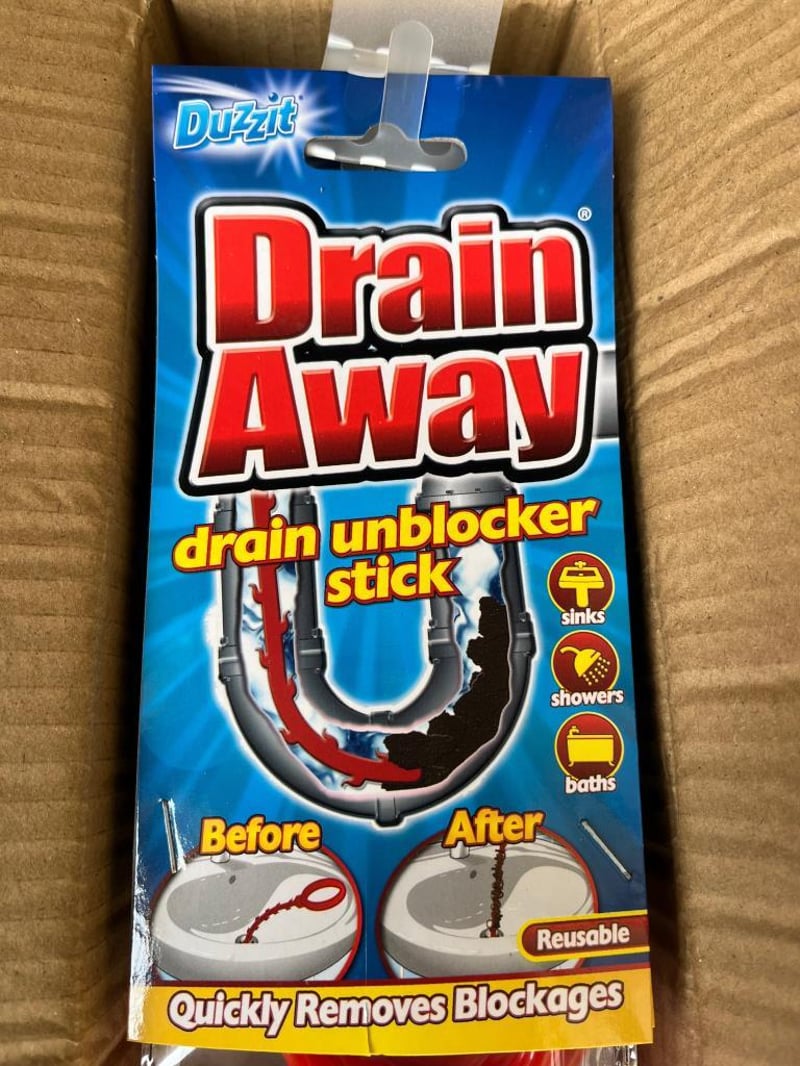 Duzzit
Drain®
Away
drain unblocker
stick
sinks
showers
baths
Before
After
Reusable
Quickly Removes Blockages